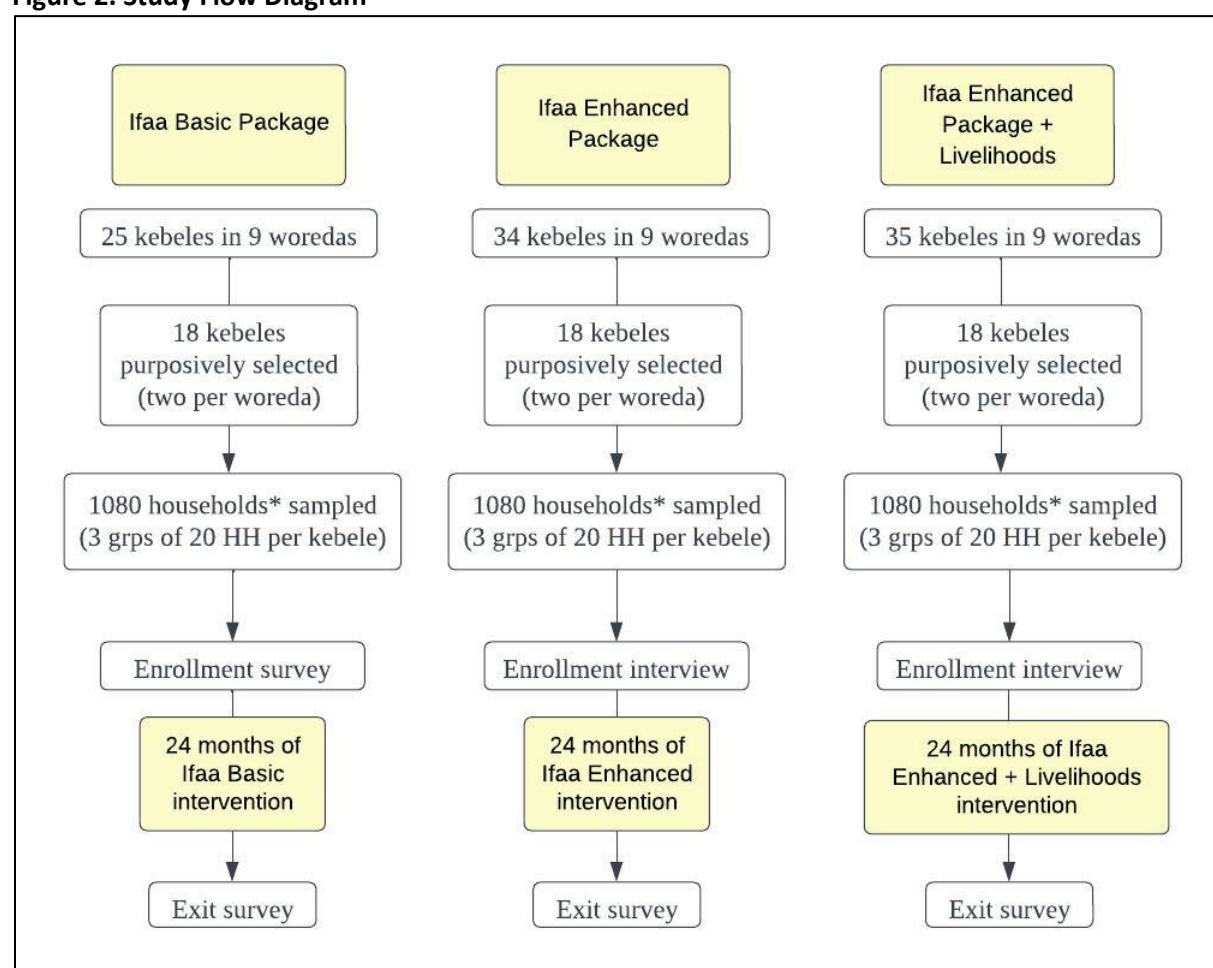 Figure 2. Study Flow Diagram
Ifaa Basic Package
25 kebeles in 9 woredas
18 kebeles
purposively selected
(two per woreda)
1080 households* sampled
(3 grps of 20 HH per kebele)
Enrollment survey
24 months of
Ifaa Basic
intervention
Exit survey
Ifaa Enhanced
Package
34 kebeles in 9 woredas
18 kebeles
purposively selected
(two per woreda)
1080 households* sampled
(3 grps of 20 HH per kebele)
Enrollment interview
24 months of
Ifaa Enhanced
intervention
Exit survey
Ifaa Enhanced
Package +
Livelihoods
35 kebeles in 9 woredas
18 kebeles
purposively selected
(two per woreda)
1080 households* sampled
(3 grps of 20 HH per kebele)
Enrollment interview
24 months of Ifaa
Enhanced + Livelihoods
intervention
Exit survey